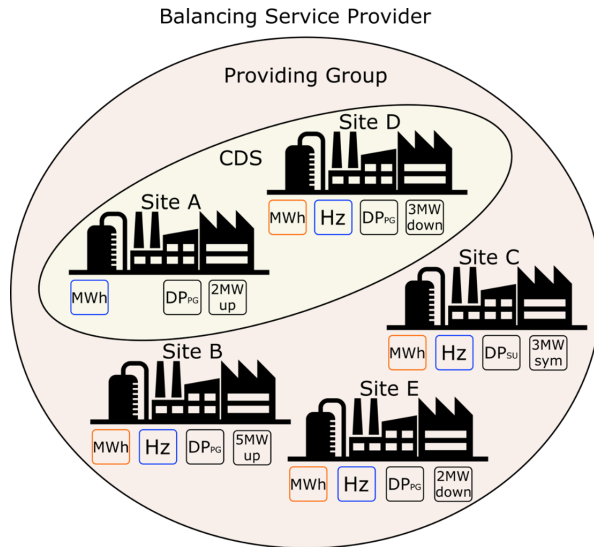 Balancing Service Provider
Providing Group
Site D
CDS
MWh Hz DPPG 3MW down
Site A
MWh DPPG 2MW up
Site C
MWh Hz DPSU 3MW sym
Site B
MWh Hz DPPG 5MW up
Site E
MWh Hz DPPG 2MW down